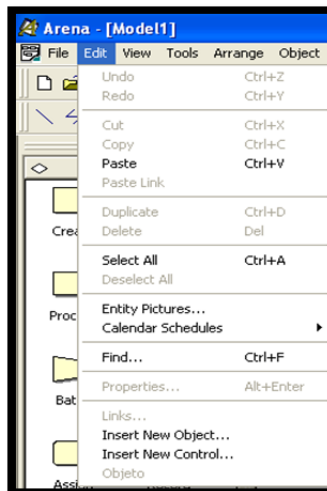 Arena - [Model1]
File Edit View Tools Arrange Object
Undo Ctrl+Z
Redo Ctrl+Y
Cut Ctrl+X
Copy Ctrl+C
Paste Ctrl+V
Paste Link
Duplicate Ctrl+D
Delete Del
Select All Ctrl+A
Deselect All
Entity Pictures...
Calendar Schedules
Find... Ctrl+F
Properties... Alt+Enter
Links...
Insert New Object...
Insert New Control...
Objeto
Crea
Proc
Bat